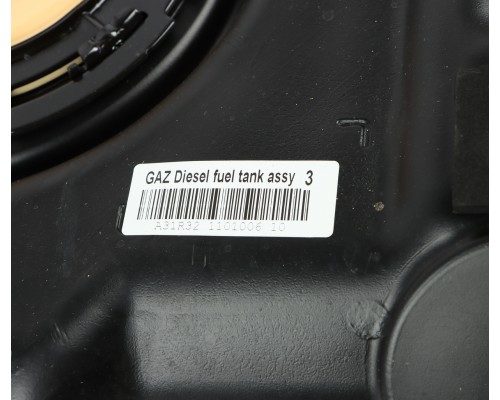 GAZ Diesel fuel tank assy 3
A31R32 1101006 10